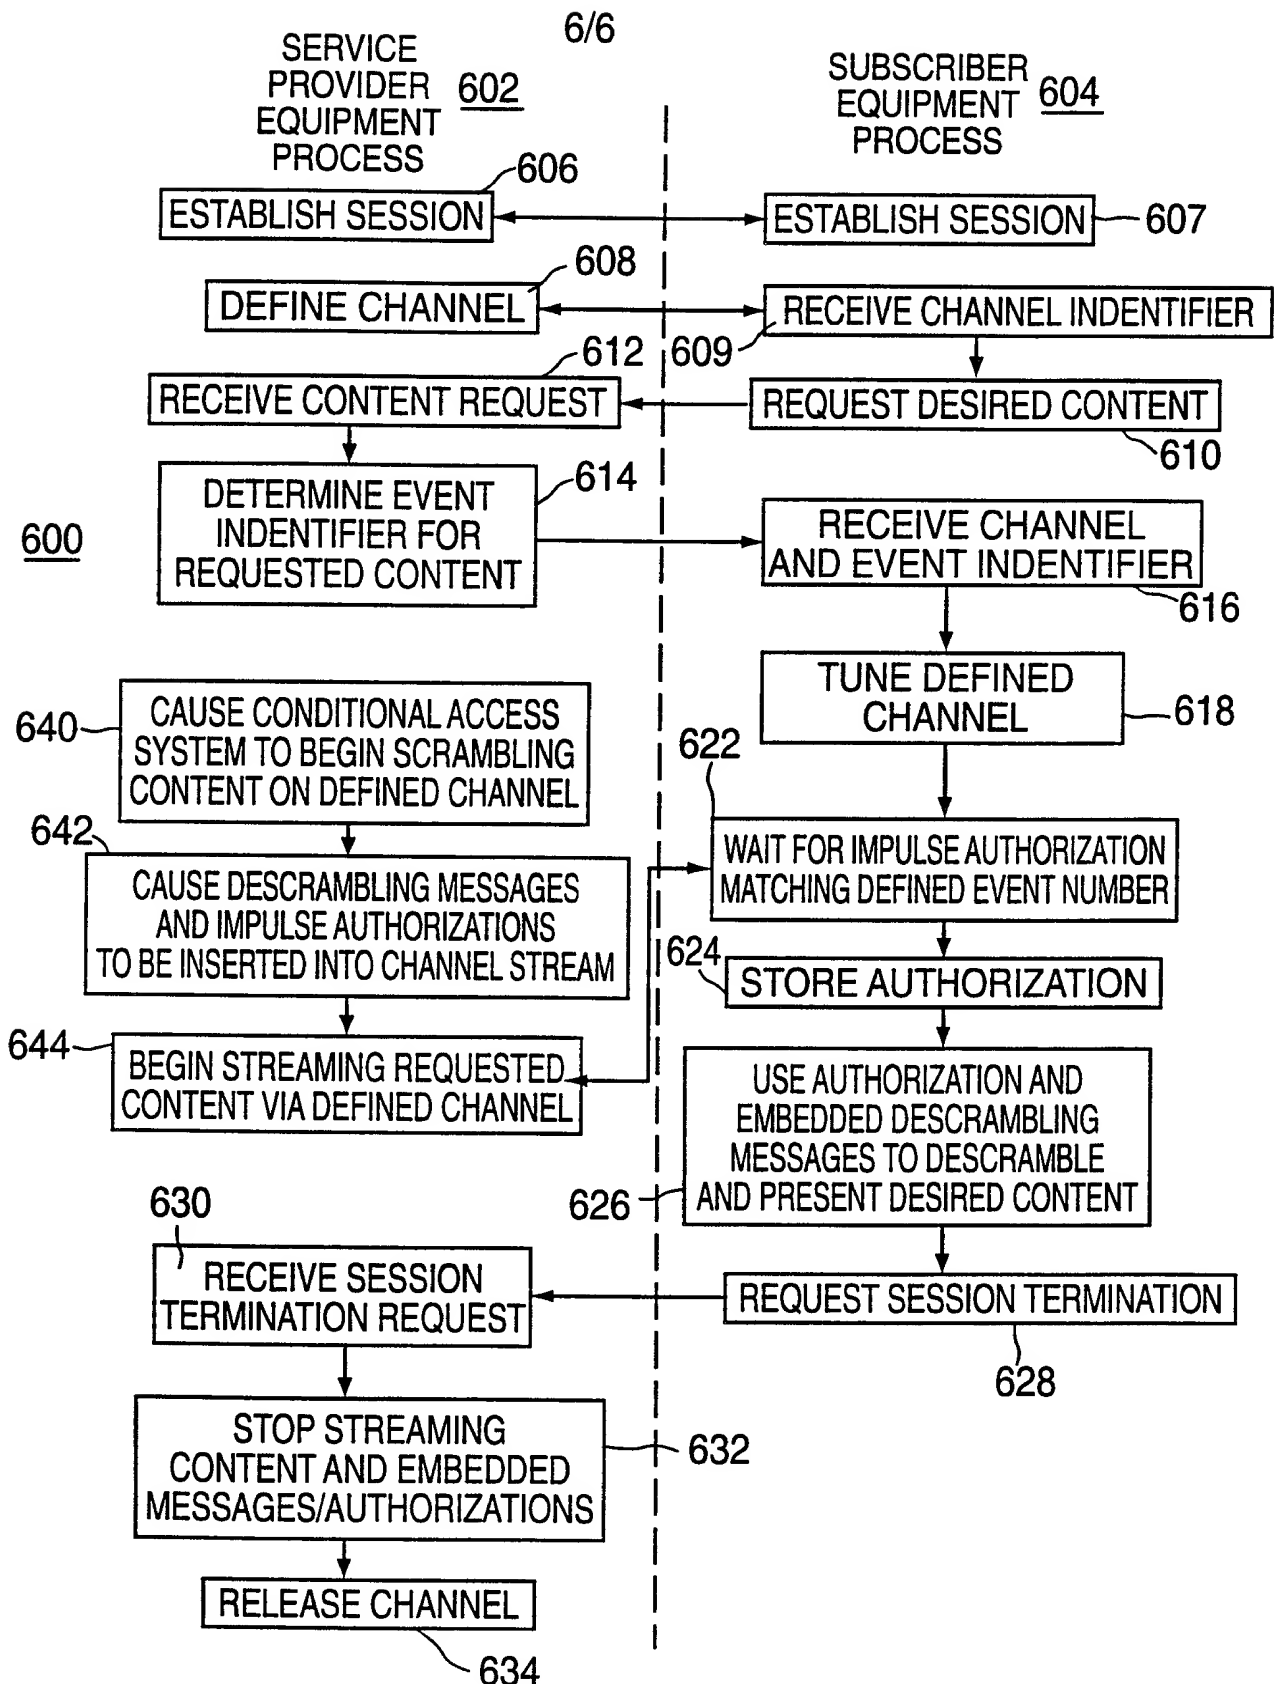 6/6
SERVICE
PROVIDER
EQUIPMENT
PROCESS
602
SUBSCRIBER
EQUIPMENT
PROCESS
604
606
ESTABLISH SESSION
ESTABLISH SESSION
607
608
DEFINE CHANNEL
RECEIVE CHANNEL INDENTIFIER
609
612
RECEIVE CONTENT REQUEST
REQUEST DESIRED CONTENT
610
614
DETERMINE EVENT
INDENTIFIER FOR
REQUESTED CONTENT
600
RECEIVE CHANNEL
AND EVENT INDENTIFIER
616
TUNE DEFINED
CHANNEL
618
640
CAUSE CONDITIONAL ACCESS
SYSTEM TO BEGIN SCRAMBLING
CONTENT ON DEFINED CHANNEL
622
WAIT FOR IMPULSE AUTHORIZATION
MATCHING DEFINED EVENT NUMBER
642
CAUSE DESCRAMBLING MESSAGES
AND IMPULSE AUTHORIZATIONS
TO BE INSERTED INTO CHANNEL STREAM
624
STORE AUTHORIZATION
644
BEGIN STREAMING REQUESTED
CONTENT VIA DEFINED CHANNEL
USE AUTHORIZATION AND
EMBEDDED DESCRAMBLING
MESSAGES TO DESCRAMBLE
AND PRESENT DESIRED CONTENT
626
630
RECEIVE SESSION
TERMINATION REQUEST
REQUEST SESSION TERMINATION
628
STOP STREAMING
CONTENT AND EMBEDDED
MESSAGES/AUTHORIZATIONS
632
RELEASE CHANNEL
634